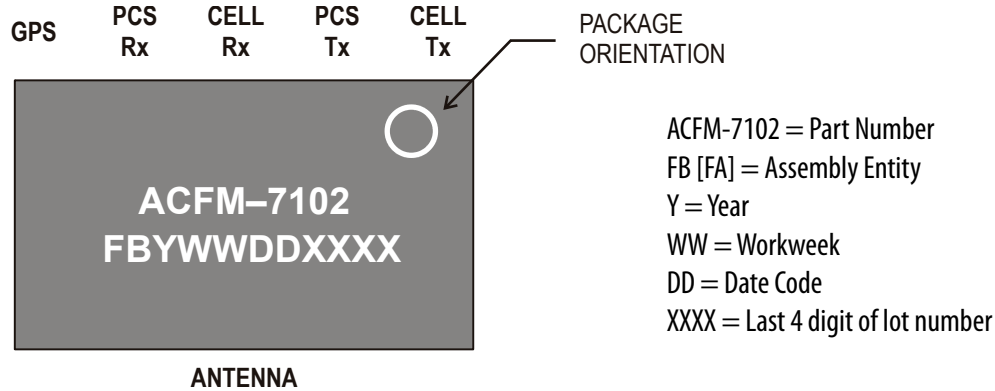 GPS
PCS Rx
CELL Rx
PCS Tx
CELL Tx
PACKAGE
ORIENTATION
ACFM–7102
FBYWWDDXXXX
ANTENNA
ACFM-7102 = Part Number
FB [FA] = Assembly Entity
Y = Year
WW = Workweek
DD = Date Code
XXXX = Last 4 digit of lot number